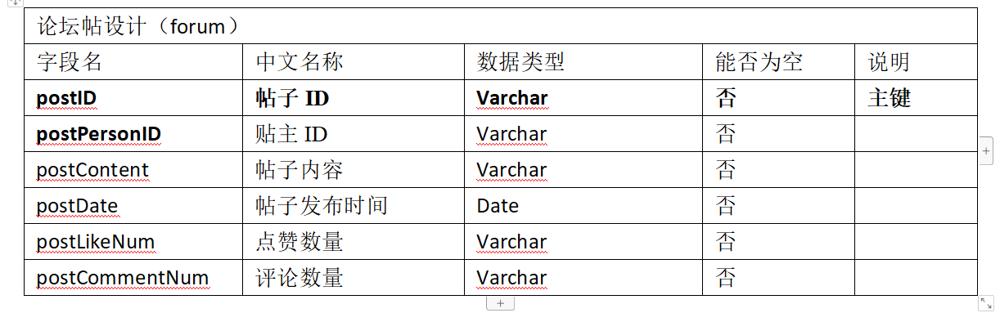 论坛帖设计（forum）
字段名 中文名称 数据类型 能否为空 说明
postID 帖子 ID Varchar 否 主键
postPersonID 贴主 ID Varchar 否
postContent 帖子内容 Varchar 否
postDate 帖子发布时间 Date 否
postLikeNum 点赞数量 Varchar 否
postCommentNum 评论数量 Varchar 否